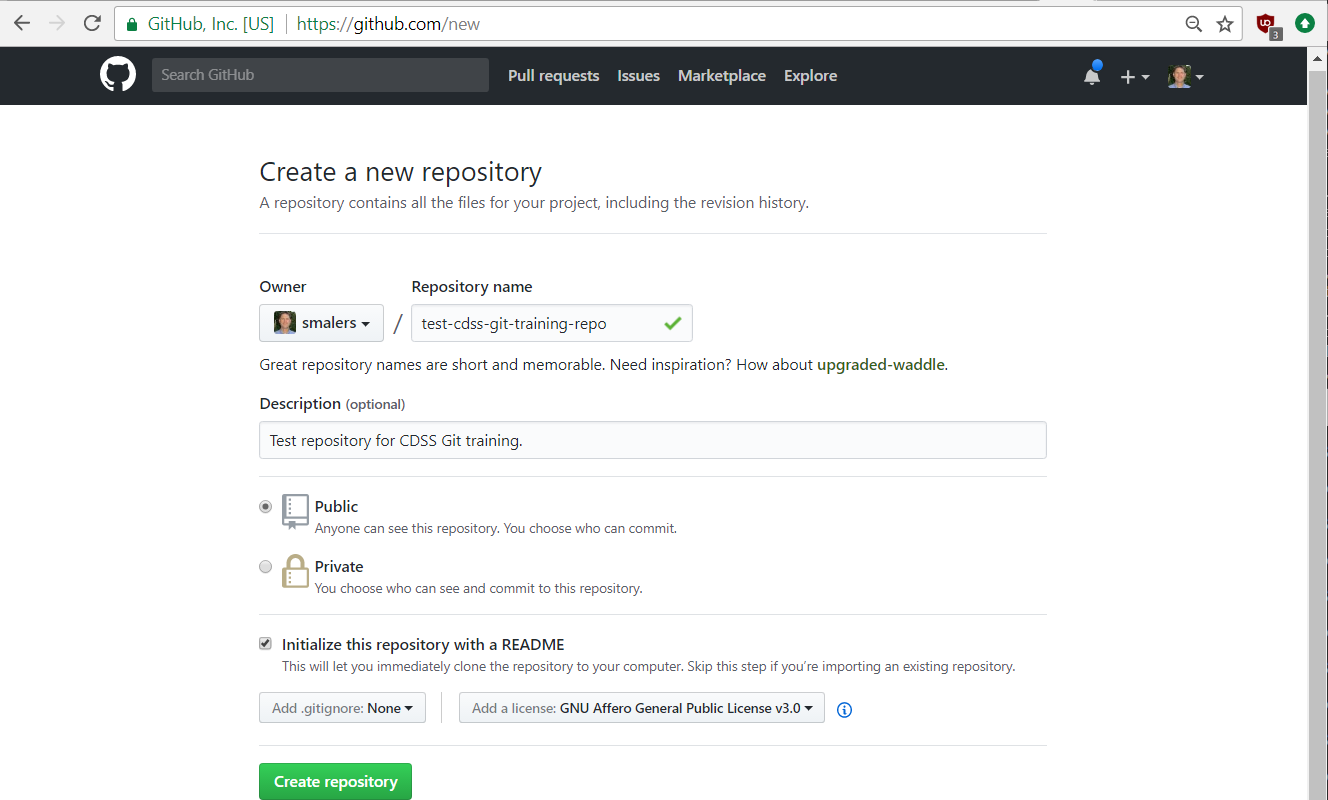 GitHub, Inc. [US] https://github.com/new
3
Search GitHub Pull requests Issues Marketplace Explore
Create a new repository
A repository contains all the files for your project, including the revision history.
Owner Repository name
smalers / test-cdss-git-training-repo
Great repository names are short and memorable. Need inspiration? How about upgraded-waddle.
Description (optional)
Test repository for CDSS Git training.
Public
Anyone can see this repository. You choose who can commit.
Private
You choose who can see and commit to this repository.
Initialize this repository with a README
This will let you immediately clone the repository to your computer. Skip this step if you’re importing an existing repository.
Add .gitignore: None Add a license: GNU Affero General Public License v3.0
Create repository